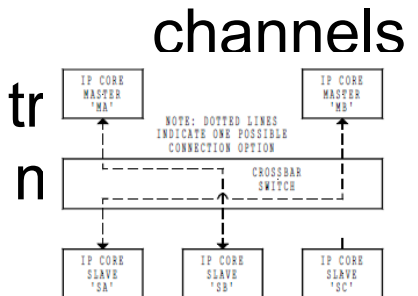 channels
tr
n
IP CORE
MASTER
'MA'
IP CORE
MASTER
'MB'
NOTE: DOTTED LINES
INDICATE ONE POSSIBLE
CONNECTION OPTION
CROSSBAR
SWITCH
IP CORE
SLAVE
'SA'
IP CORE
SLAVE
'SB'
IP CORE
SLAVE
'SC'